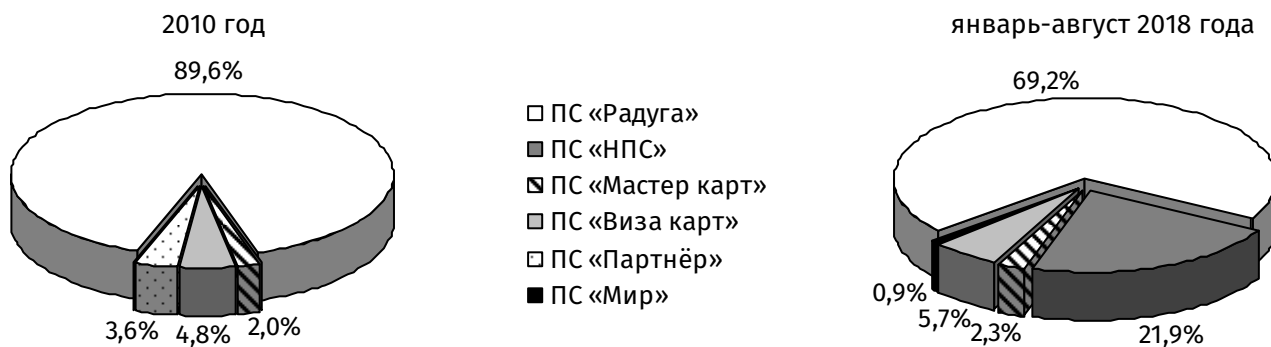 2010 год
89,6%
3,6%
4,8%
2,0%
ПС «Радуга»
ПС «НПС»
ПС «Мастер карт»
ПС «Виза карт»
ПС «Партнёр»
ПС «Мир»
январь-август 2018 года
69,2%
0,9%
5,7%
2,3%
21,9%